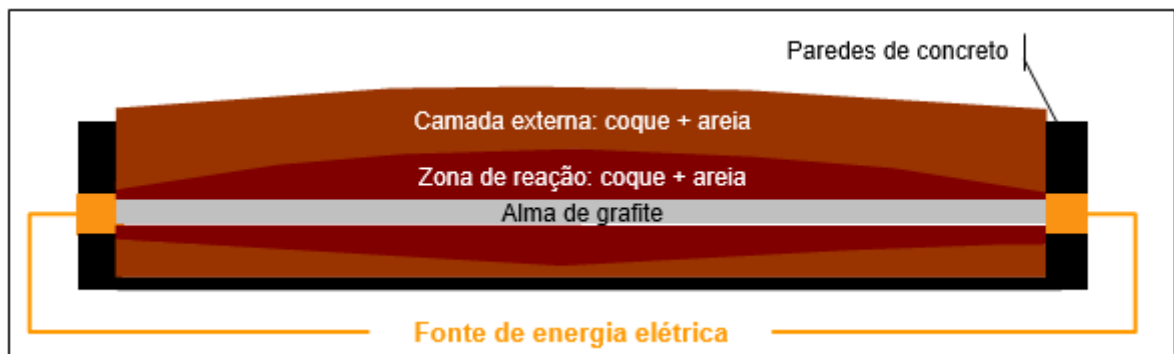 Paredes de concreto
Camada externa: coque + areia
Zona de reação: coque + areia
Alma de grafite
Fonte de energia elétrica